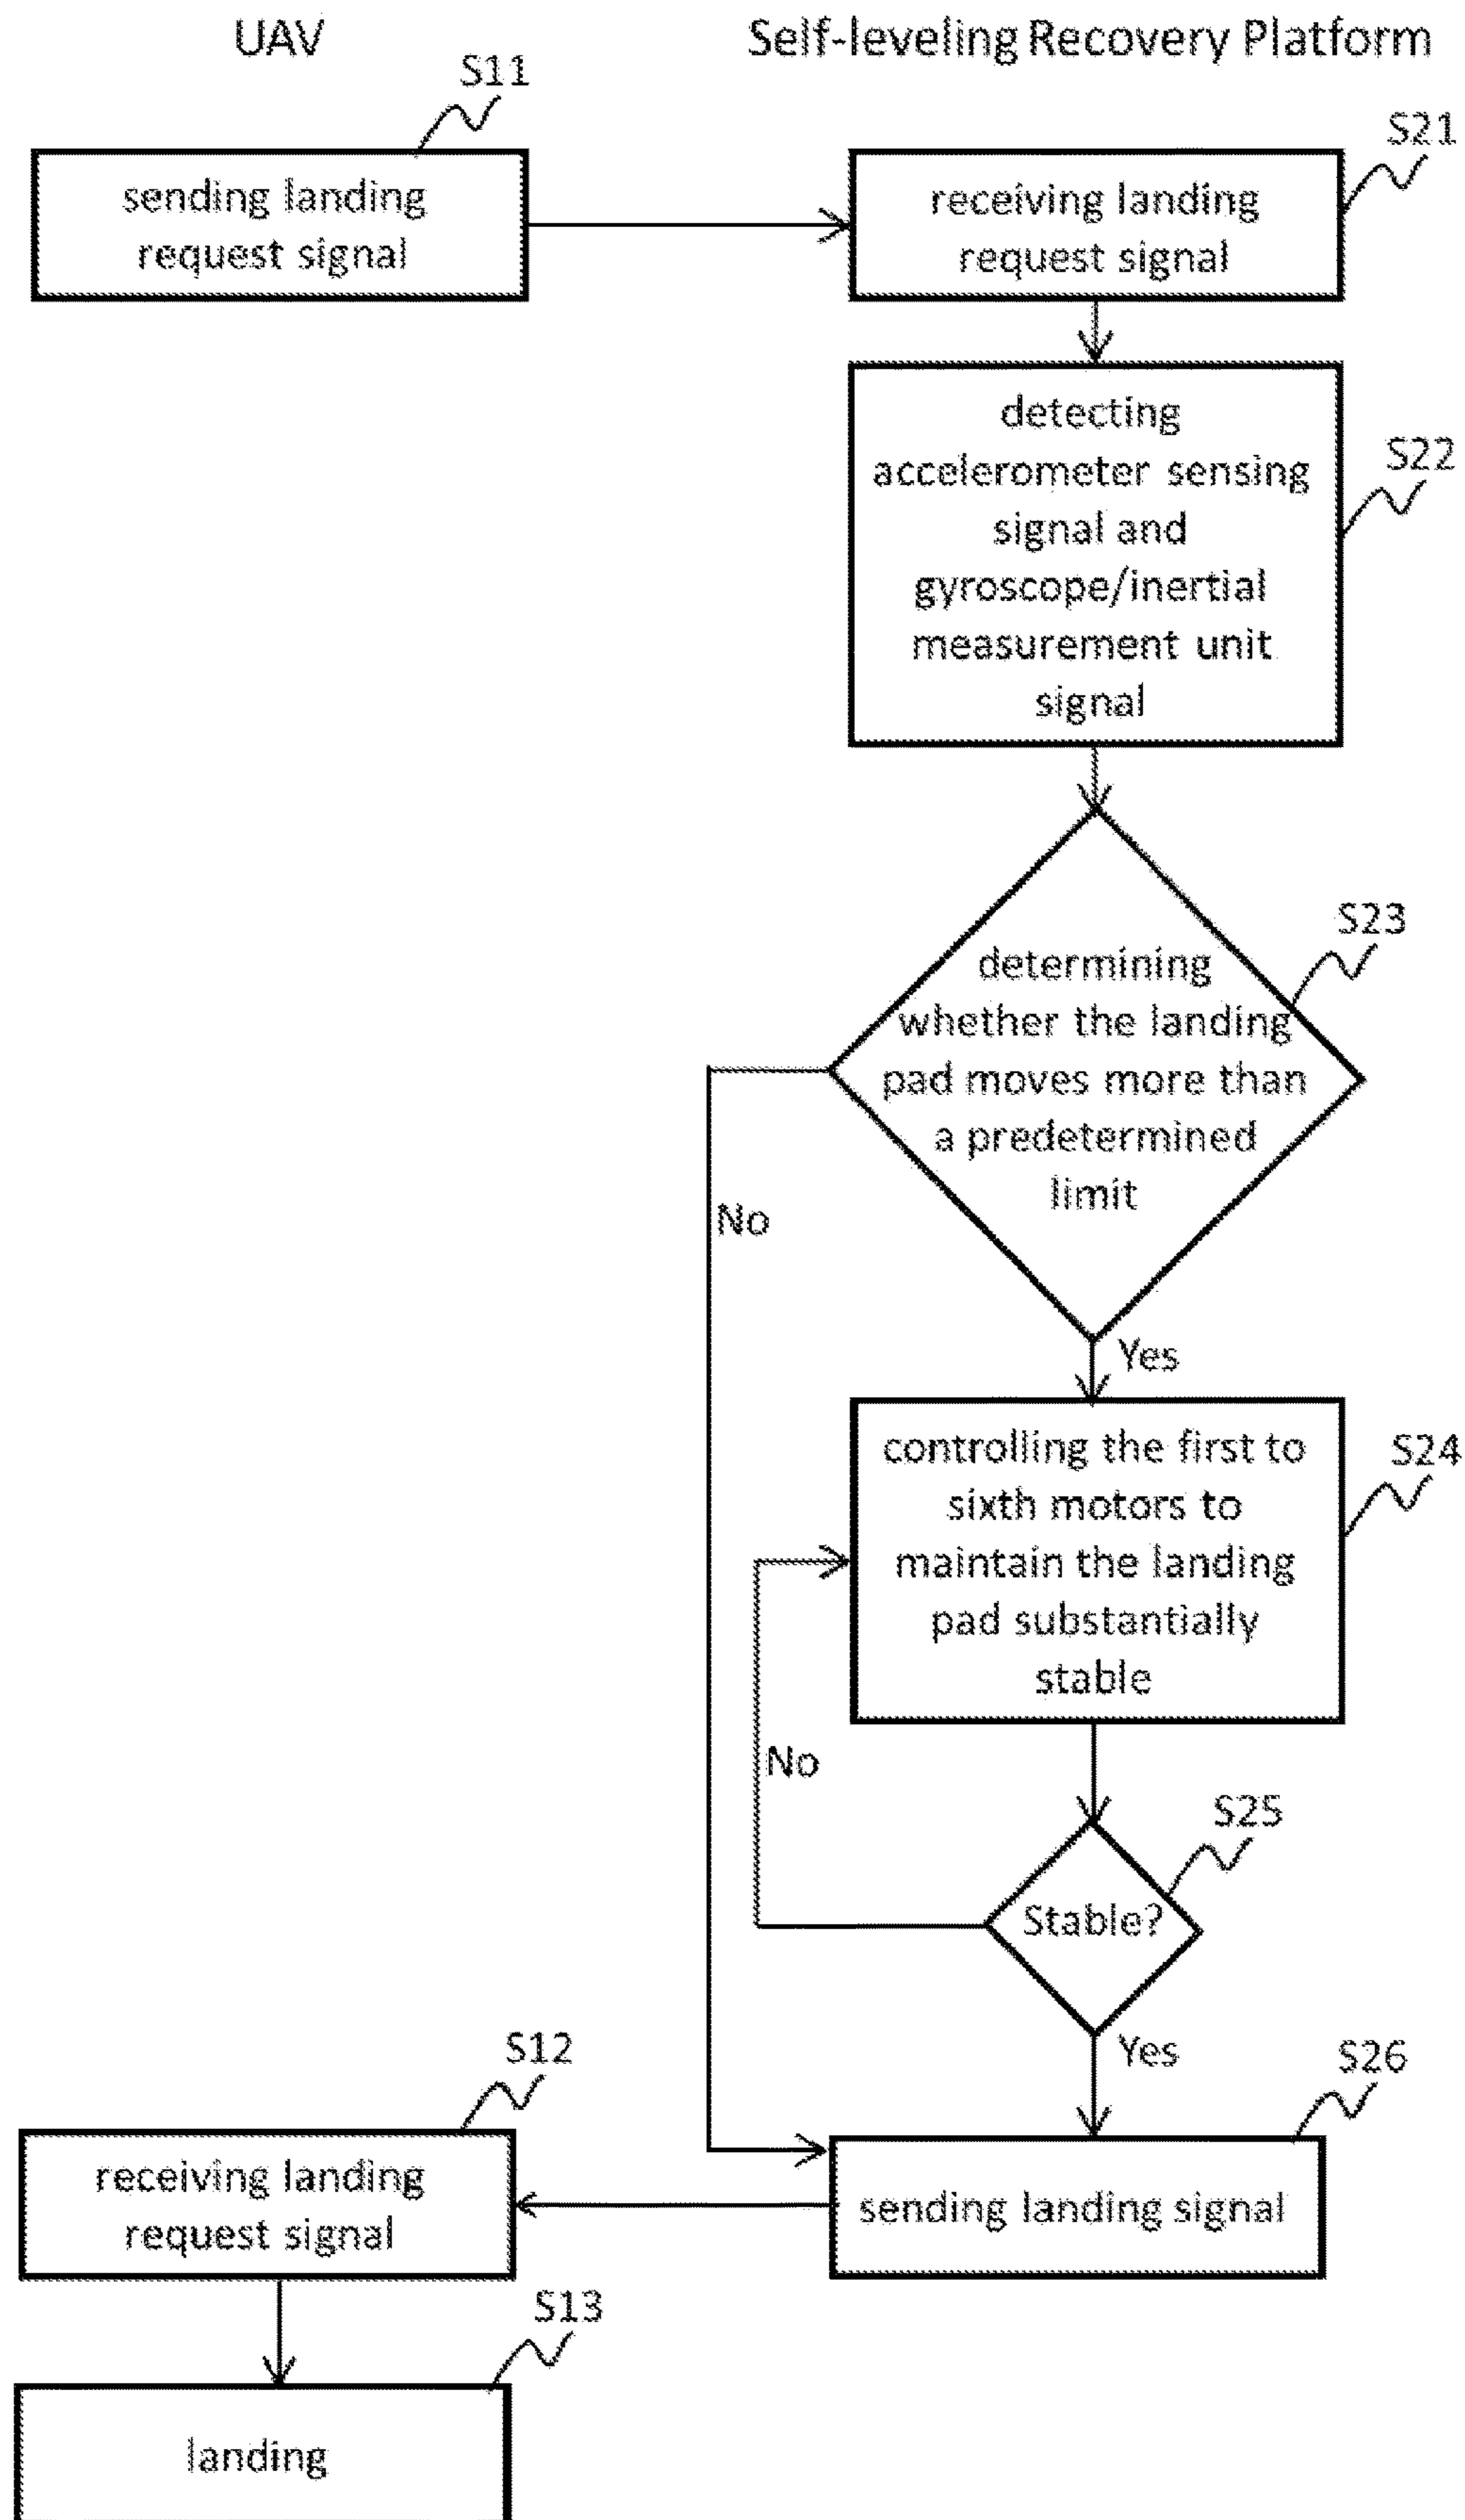 UAV
Self-leveling Recovery Platform
S11
S21
sending landing
request signal
receiving landing
request signal
S22
detecting
accelerometer sensing
signal and
gyroscope/inertial
measurement unit
signal
S23
determining
whether the landing
pad moves more than
a predetermined
limit
No
Yes
S24
controlling the first to
sixth motors to
maintain the landing
pad substantially
stable
No
S25
Stable?
Yes
S26
S12
receiving landing
request signal
sending landing signal
S13
landing